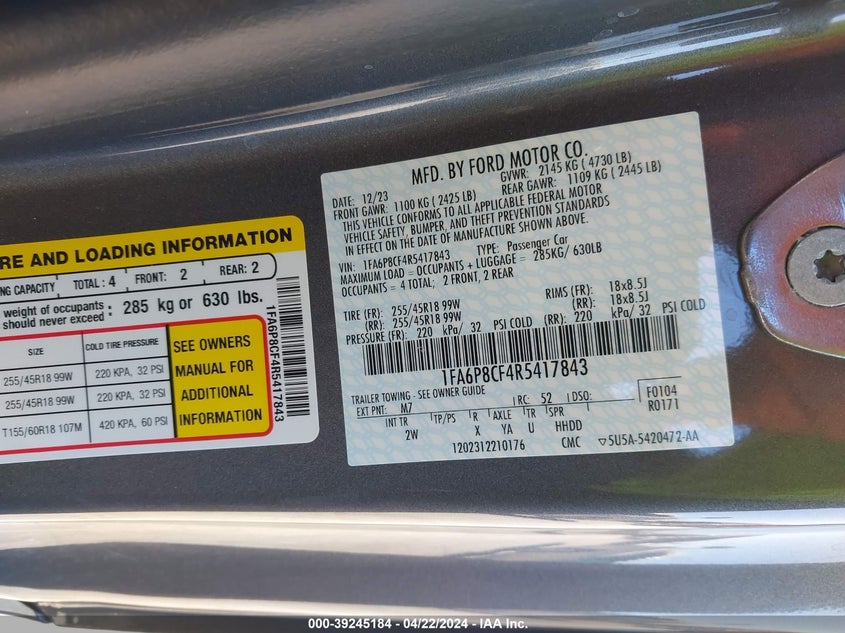 RE AND LOADING INFORMATION
NG CAPACITY TOTAL: 4 FRONT: 2 REAR: 2
weight of occupants
should never exceed: 285 kg or 630 lbs.
SIZE COLD TIRE PRESSURE
255/45R18 99W 220 KPA, 32 PSI
255/45R18 99W 220 KPA, 32 PSI
T155/60R18 107M 420 KPA, 60 PSI
SEE OWNERS
MANUAL FOR
ADDITIONAL
INFORMATION
1FA6P8CF4R5417843
MFD. BY FORD MOTOR CO.
DATE: 12/23 GVWR: 2145 KG ( 4730 LB)
FRONT GAWR: 1100 KG ( 2425 LB) REAR GAWR: 1109 KG ( 2445 LB)
THIS VEHICLE CONFORMS TO ALL APPLICABLE FEDERAL MOTOR
VEHICLE SAFETY, BUMPER, AND THEFT PREVENTION STANDARDS
IN EFFECT ON THE DATE OF MANUFACTURE SHOWN ABOVE.
VIN: 1FA6P8CF4R5417843 TYPE: Passenger Car
MAXIMUM LOAD = OCCUPANTS + LUGGAGE = 285KG/ 630LB
OCCUPANTS = 4 TOTAL; 2 FRONT, 2 REAR
TIRE (FR): 255/45R18 99W RIMS (FR): 18x8.5J
(RR): 255/45R18 99W (RR): 18x8.5J
PRESSURE (FR): 220 kPa/ 32 PSI COLD (RR): 220 kPa/ 32 PSI COLD
1FA6P8CF4R5417843
TRAILER TOWING - SEE OWNER GUIDE
EXT PNT: M7 RC: 52 DSO: F0104
R0171
INT TR TP/PS R AXLE TR SPR
2W X YA U HHDD
1202312210176 CMC ▽5U5A-5420472-AA
000-39245184 - 04/22/2024 - IAA Inc.